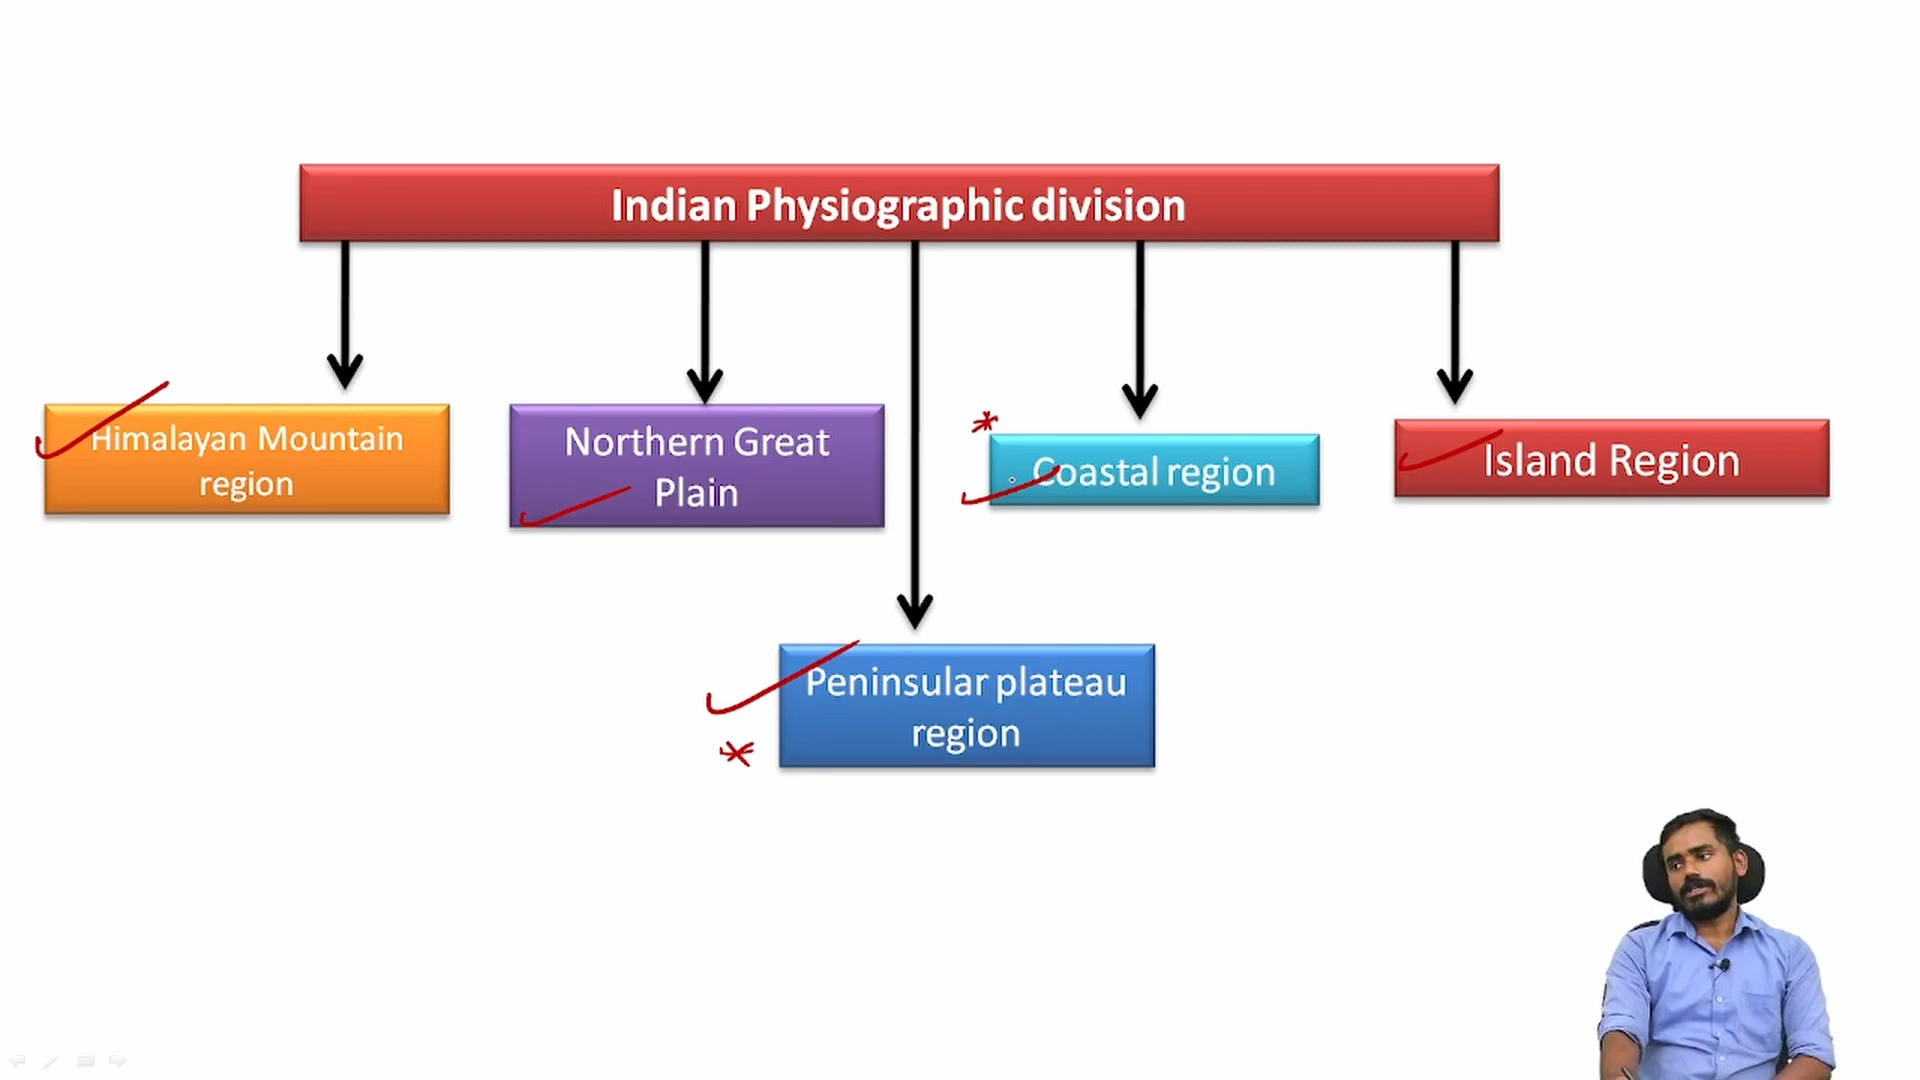 Indian Physiographic division
Himalayan Mountain
region
Northern Great
Plain
Coastal region
Island Region
Peninsular plateau
region